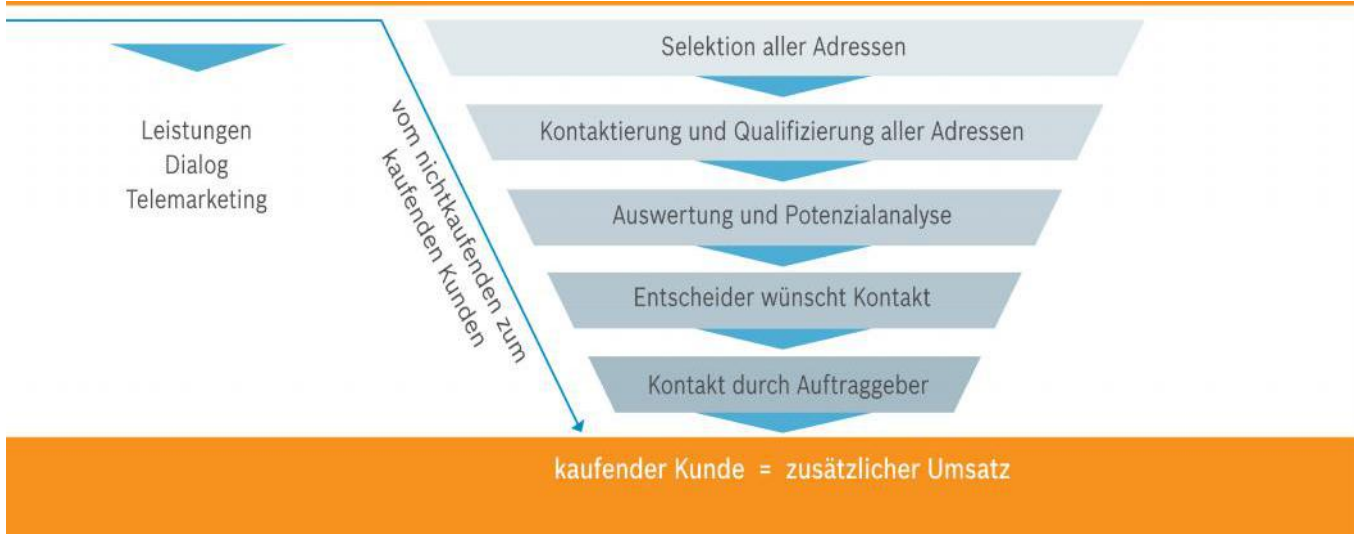 Leistungen
Dialog
Telemarketing
vom nichtkaufenden zum
kaufenden Kunden
Selektion aller Adressen
Kontaktierung und Qualifizierung aller Adressen
Auswertung und Potenzialanalyse
Entscheider wünscht Kontakt
Kontakt durch Auftraggeber
kaufender Kunde = zusätzlicher Umsatz